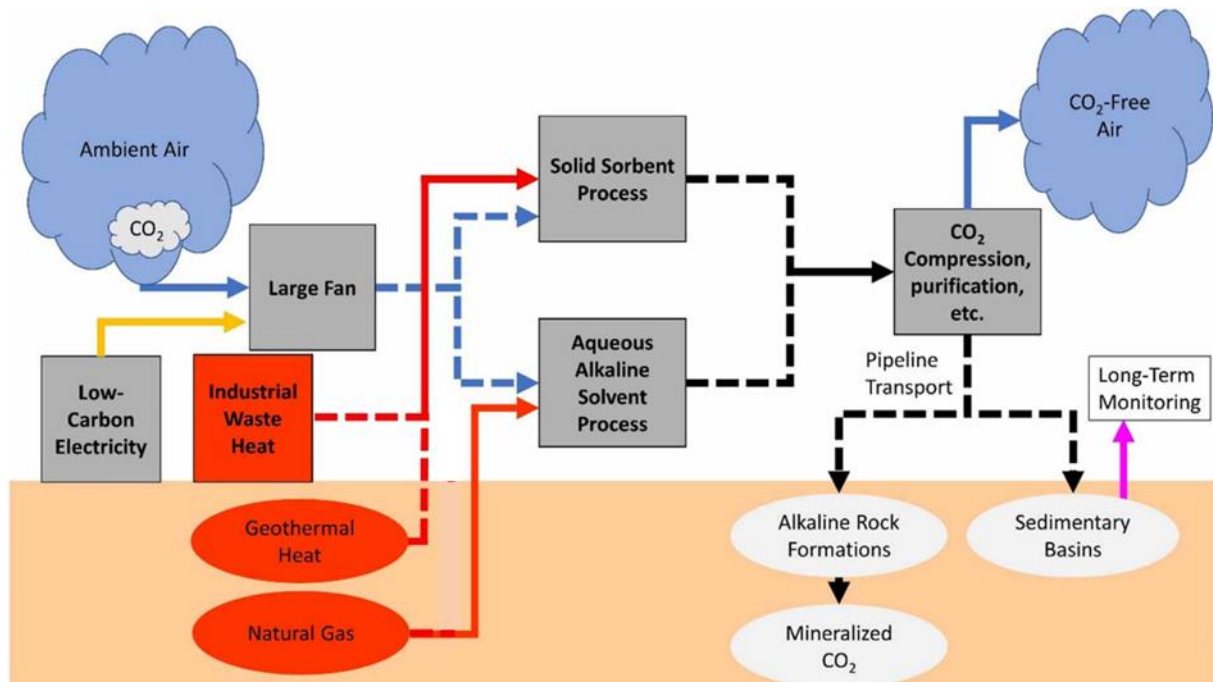 Ambient Air
CO₂
CO₂-Free
Air
Solid Sorbent
Process
Large Fan
CO₂
Compression,
purification,
etc.
Aqueous
Alkaline
Solvent
Process
Low-
Carbon
Electricity
Industrial
Waste
Heat
Pipeline
Transport
Long-Term
Monitoring
Geothermal
Heat
Alkaline Rock
Formations
Sedimentary
Basins
Natural Gas
Mineralized
CO₂